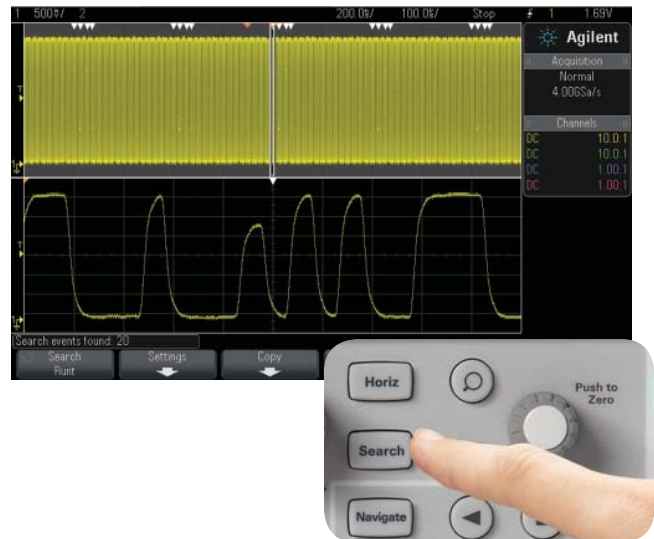 1 500▽/ 2 200.0▽/ 100.0▽/ Stop 1 1.69V
Agilent
Acquisition
Normal
4.00GSa/s
Channels
DC 10.0:1
DC 10.0:1
DC 1.00:1
DC 1.00:1
T
T
Search events found: 20
Search
Runt
Settings
Copy
Horiz
Push to
Zero
Search
Navigate